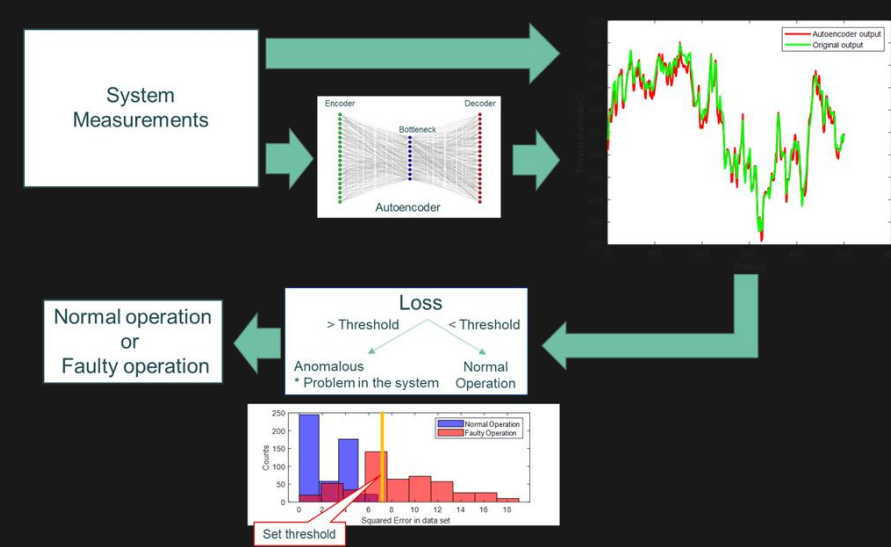 System
Measurements
Encoder
Decoder
Bottleneck
Autoencoder
Autoencoder output
Original output
Loss
> Threshold
< Threshold
Anomalous
* Problem in the system
Normal
Operation
Normal operation
or
Faulty operation
Normal Operation
Faulty Operation
Counts
250
200
150
100
50
0
0 2 4 6 8 10 12 14 16 18
Squared Error in data set
Set threshold